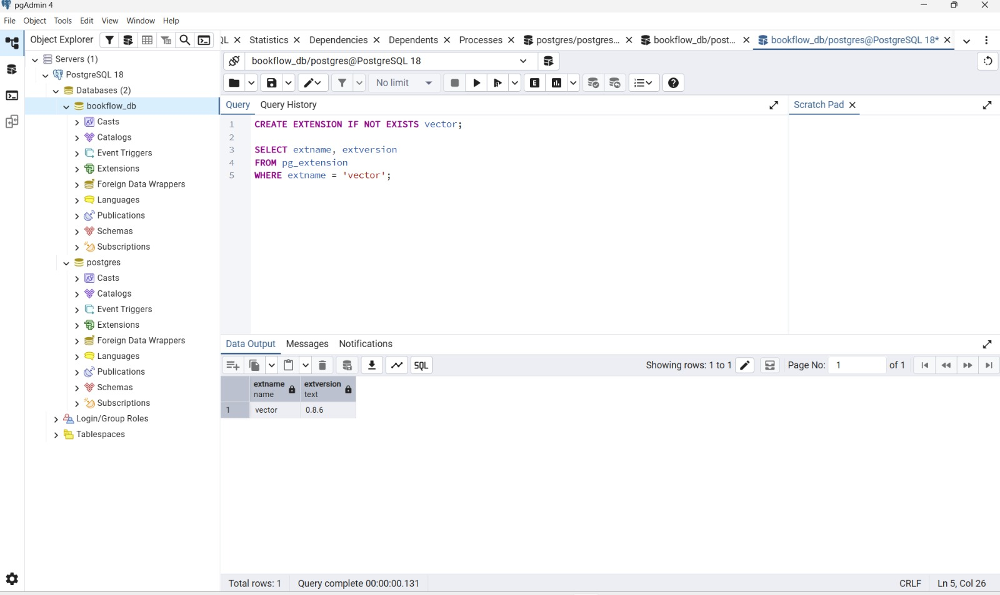 pgAdmin 4
File Object Tools Edit View Window Help
Object Explorer
QL Statistics Dependencies Dependents Processes postgres/postgres... bookflow_db/post... bookflow_db/postgres@PostgreSQL 18*
Servers (1)
PostgreSQL 18
Databases (2)
bookflow_db
Casts
Catalogs
Event Triggers
Extensions
Foreign Data Wrappers
Languages
Publications
Schemas
Subscriptions
postgres
Casts
Catalogs
Event Triggers
Extensions
Foreign Data Wrappers
Languages
Publications
Schemas
Subscriptions
Login/Group Roles
Tablespaces
bookflow_db/postgres@PostgreSQL 18
No limit E
Query Query History Scratch Pad
1 CREATE EXTENSION IF NOT EXISTS vector;
2
3 SELECT extname, extversion
4 FROM pg_extension
5 WHERE extname = 'vector';
Data Output Messages Notifications
SQL Showing rows: 1 to 1 Page No: 1 of 1
extname extversion
name text
1 vector 0.8.6
Total rows: 1 Query complete 00:00:00.131 CRLF Ln 5, Col 26